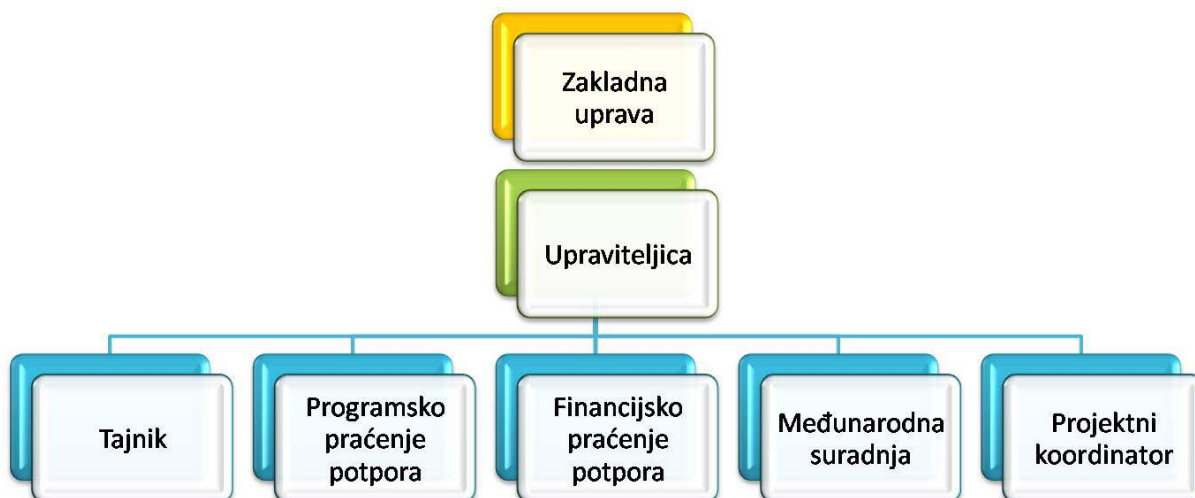 Zakladna
uprava
Upraviteljica
Tajnik
Programsko
praćenje
potpora
Financijsko
praćenje
potpora
Međunarodna
suradnja
Projektni
koordinator